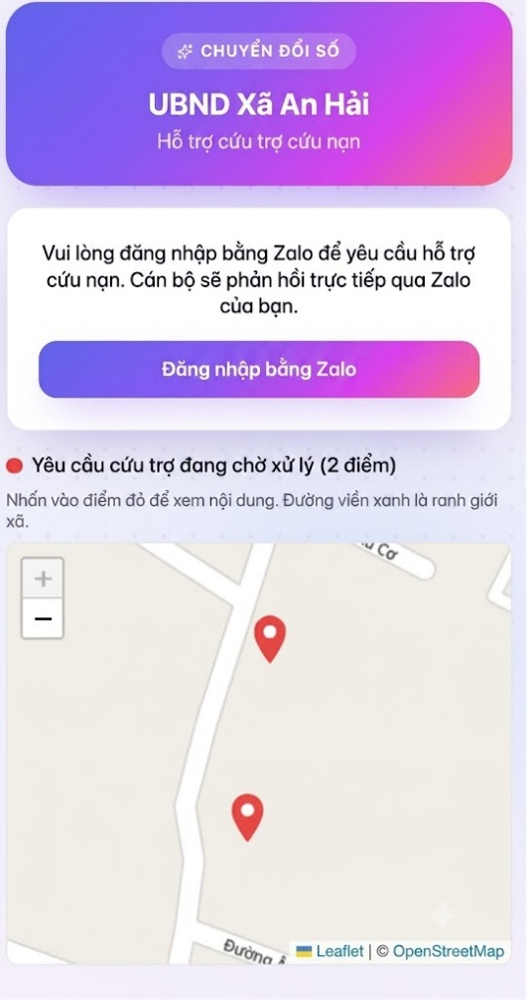 CHUYỂN ĐỔI SỐ
UBND Xã An Hải
Hỗ trợ cứu trợ cứu nạn
Vui lòng đăng nhập bằng Zalo để yêu cầu hỗ trợ
cứu nạn. Cán bộ sẽ phản hồi trực tiếp qua Zalo
của bạn.
Đăng nhập bằng Zalo
Yêu cầu cứu trợ đang chờ xử lý (2 điểm)
Nhấn vào điểm đỏ để xem nội dung. Đường viền xanh là ranh giới
xã.
Cơ
+
−
Đường
Leaflet | © OpenStreetMap